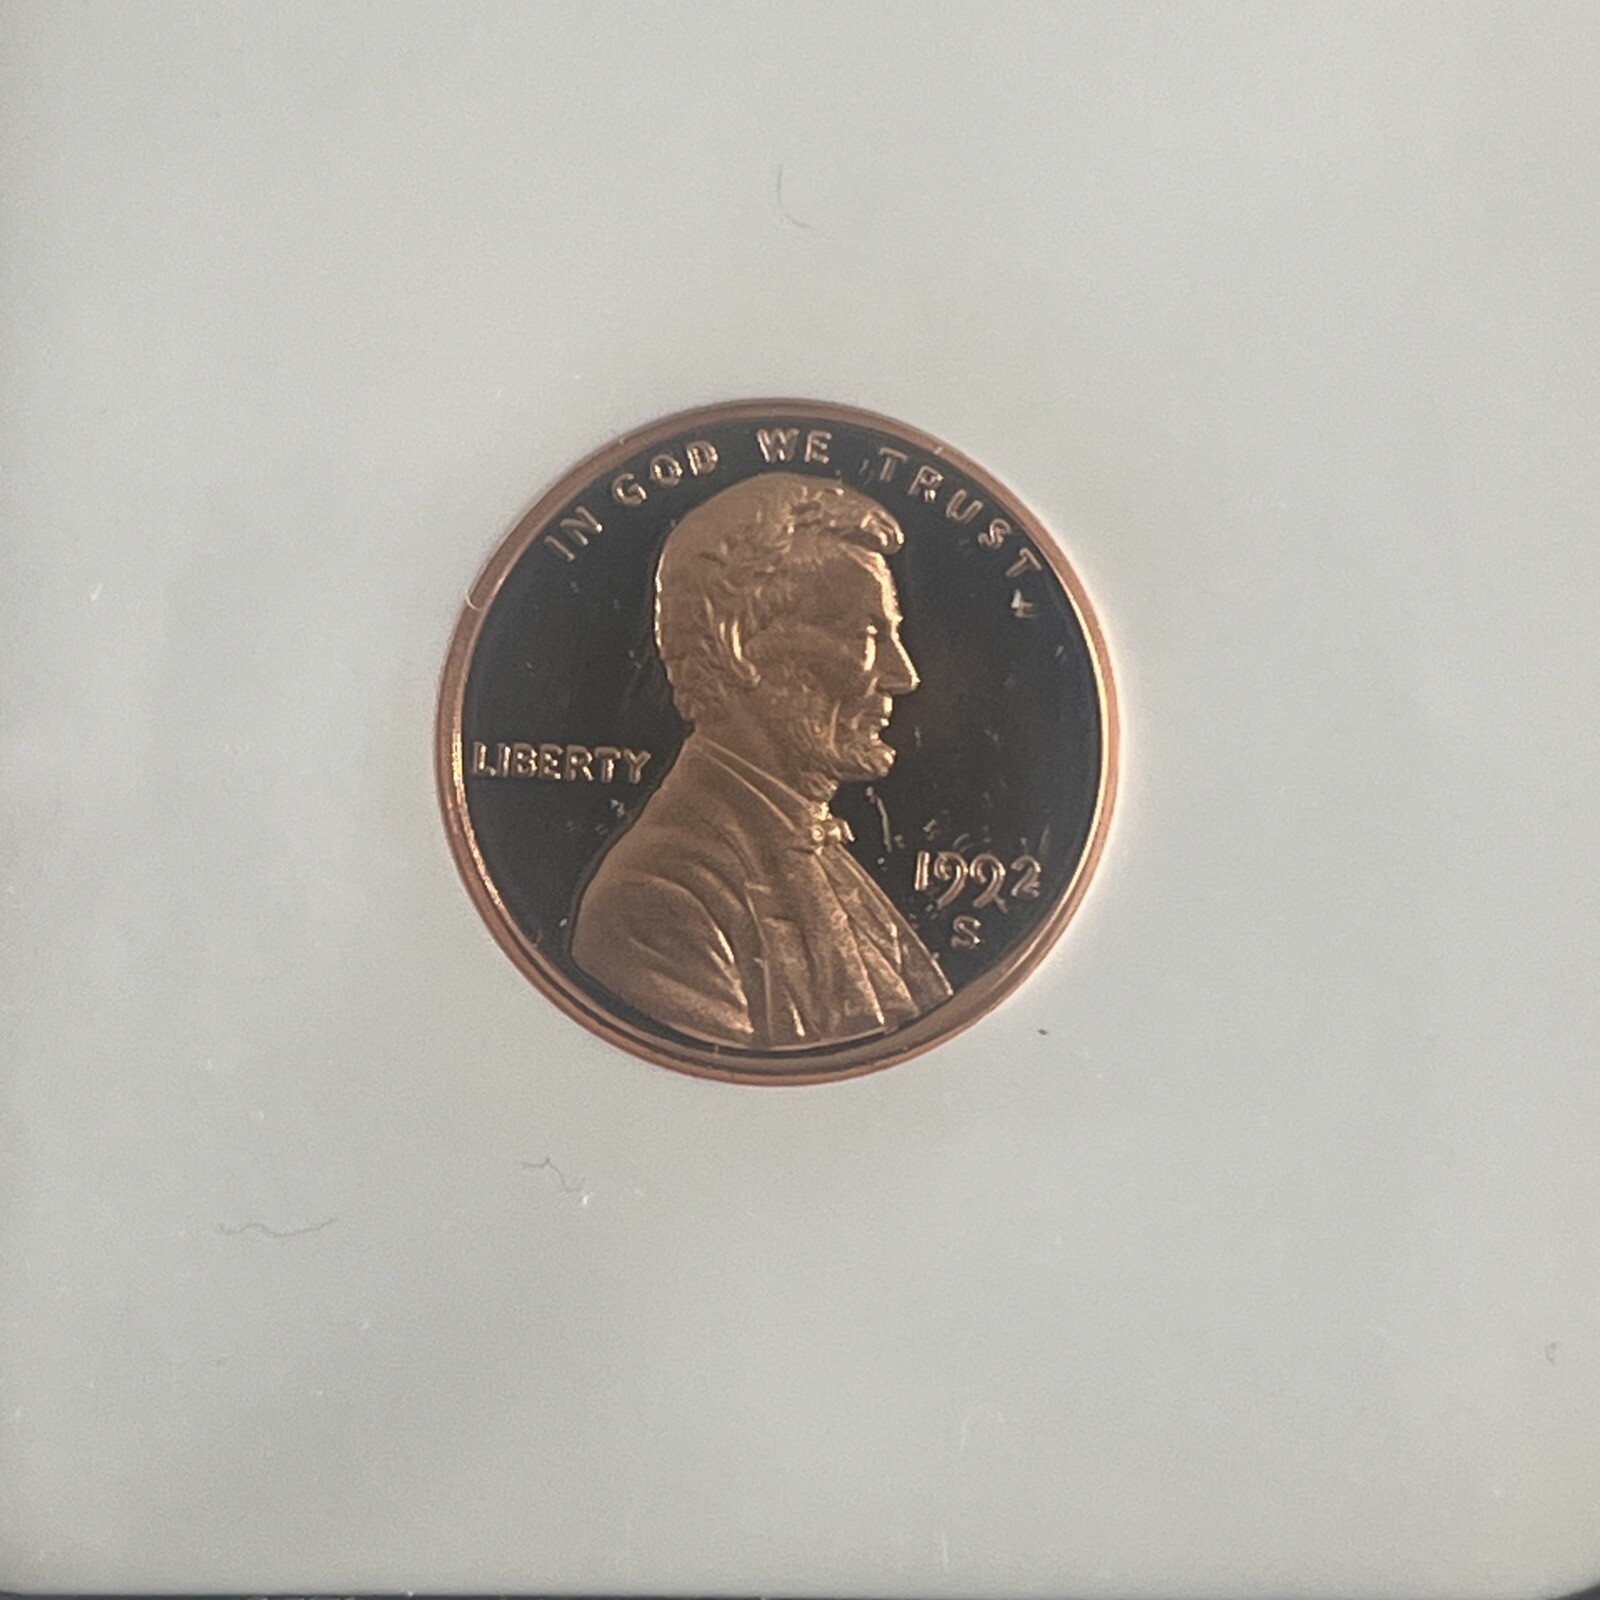 IN GOD WE TRUST
LIBERTY
1992
S